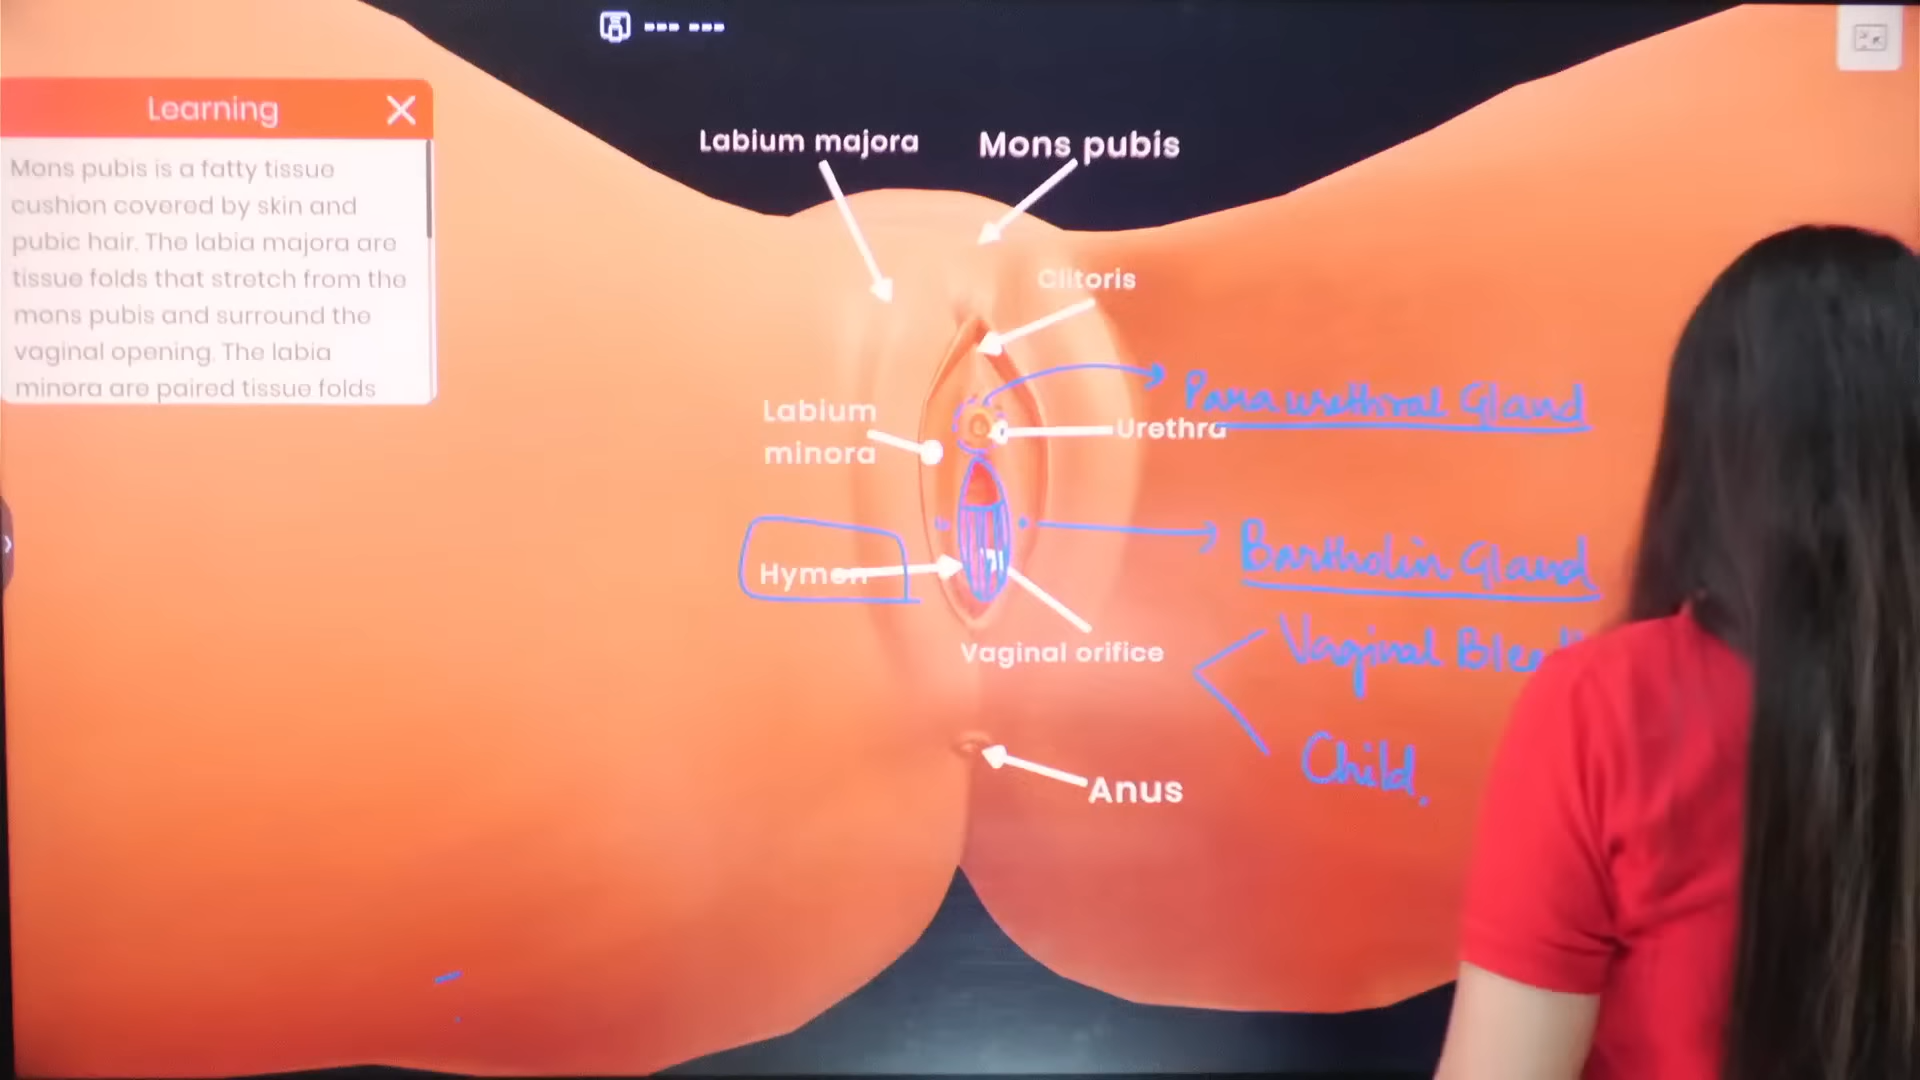 Learning
Mons pubis is a fatty tissue
cushion covered by skin and
pubic hair. The labia majora are
tissue folds that stretch from the
mons pubis and surround the
vaginal opening. The labia
minora are paired tissue folds
Labium majora
Mons pubis
Clitoris
Para urethral Gland
Labium
minora
Urethra
Bartholin Gland
Hymen
Vaginal
Vaginal orifice
Child.
Anus